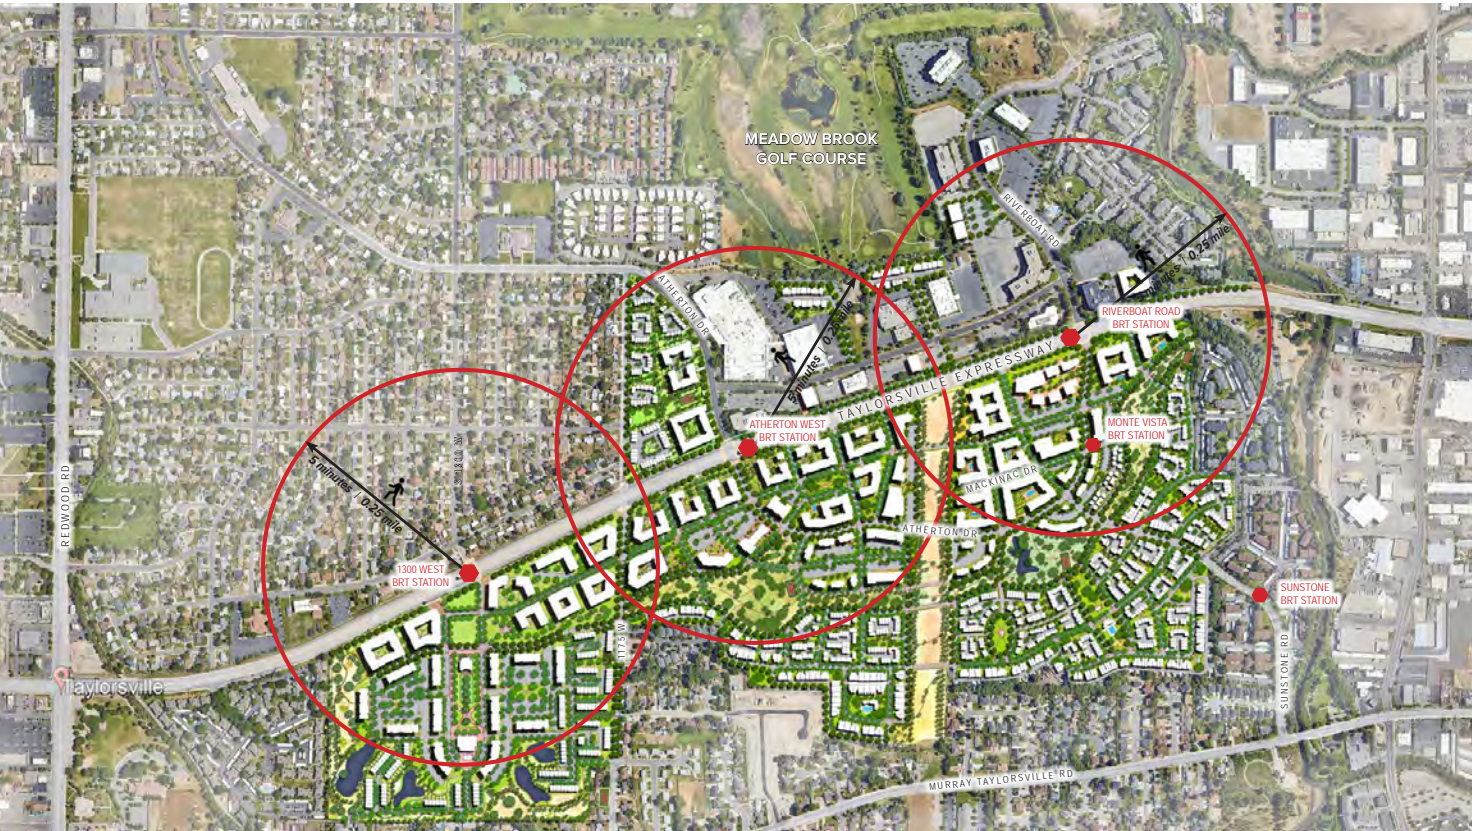 MEADOW BROOK
GOLF COURSE
RIVERBOAT RD
minutes | 0.25 mile
ATHERTON DR
5 minutes | 0.25 mile
RIVERBOAT ROAD
BRT STATION
TAYLORSVILLE EXPRESSWAY
ATHERTON WEST
BRT STATION
MONTE VISTA
BRT STATION
5 minutes | 0.25 mile
MACKINAC DR
REDWOOD RD
ATHERTON DR
1300 WEST
BRT STATION
SUNSTONE
BRT STATION
1175 W
SUNSTONE RD
Taylorsville
MURRAY TAYLORSVILLE RD